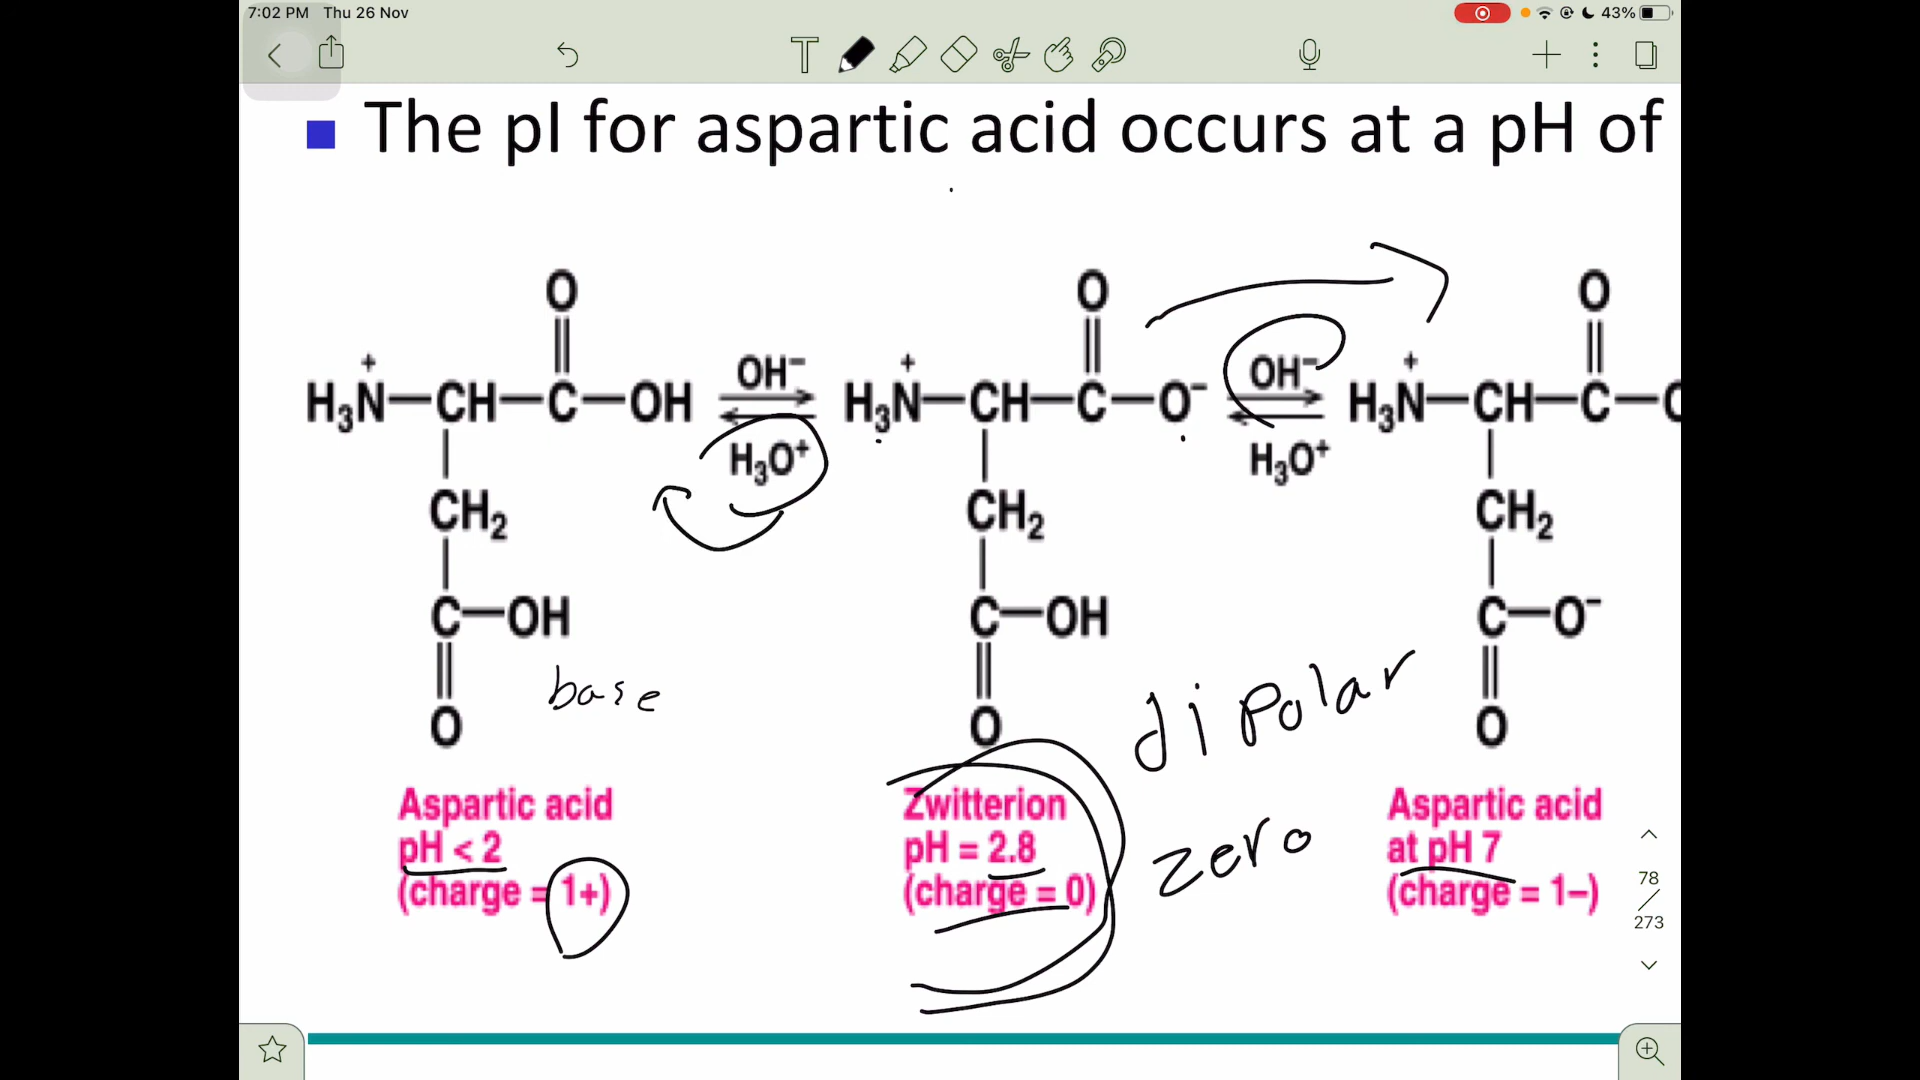 7:02 PM Thu 26 Nov
43%
T
The pI for aspartic acid occurs at a pH of
O
O
O
H₃N⁺—CH—C—OH
OH⁻
H₃O⁺
H₃N⁺—CH—C—O⁻
OH⁻
H₃O⁺
H₃N⁺—CH—C—
CH₂
CH₂
CH₂
C—OH
C—OH
C—O⁻
O
O
O
base
dipolar
Aspartic acid
pH < 2
(charge = 1+)
Zwitterion
pH = 2.8
(charge = 0)
zero
Aspartic acid
at pH 7
(charge = 1−)
78
273